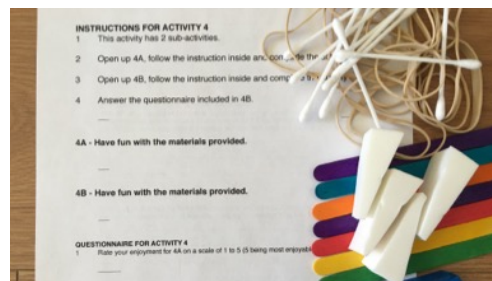 INSTRUCTIONS FOR ACTIVITY 4
1 This activity has 2 sub-activities.
2 Open up 4A, follow the instruction inside and
3 Open up 4B, follow the instruction inside and
4 Answer the questionnaire included in 4B.
4A - Have fun with the materials provided.
4B - Have fun with the materials provided.
QUESTIONNAIRE FOR ACTIVITY 4
1 Rate your enjoyment for 4A on a scale of 1 to 5 (5 being most